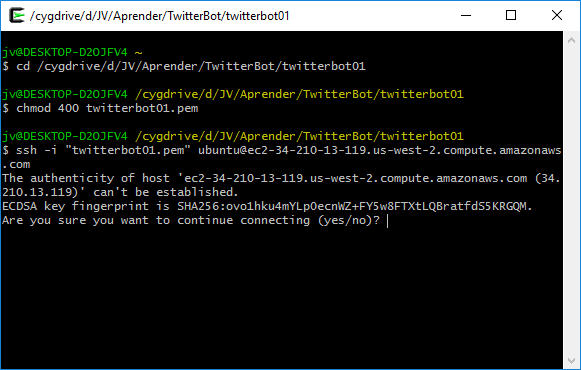 /cygdrive/d/JV/Aprender/TwitterBot/twitterbot01
jv@DESKTOP-D2OJFV4 ~
$ cd /cygdrive/d/JV/Aprender/TwitterBot/twitterbot01
jv@DESKTOP-D2OJFV4 /cygdrive/d/JV/Aprender/TwitterBot/twitterbot01
$ chmod 400 twitterbot01.pem
jv@DESKTOP-D2OJFV4 /cygdrive/d/JV/Aprender/TwitterBot/twitterbot01
$ ssh -i "twitterbot01.pem" ubuntu@ec2-34-210-13-119.us-west-2.compute.amazonaws
.com
The authenticity of host 'ec2-34-210-13-119.us-west-2.compute.amazonaws.com (34.
210.13.119)' can't be established.
ECDSA key fingerprint is SHA256:ovo1hku4mYLpOecnWZ+FY5w8FTXtLQBratfdS5KRGQM.
Are you sure you want to continue connecting (yes/no)?